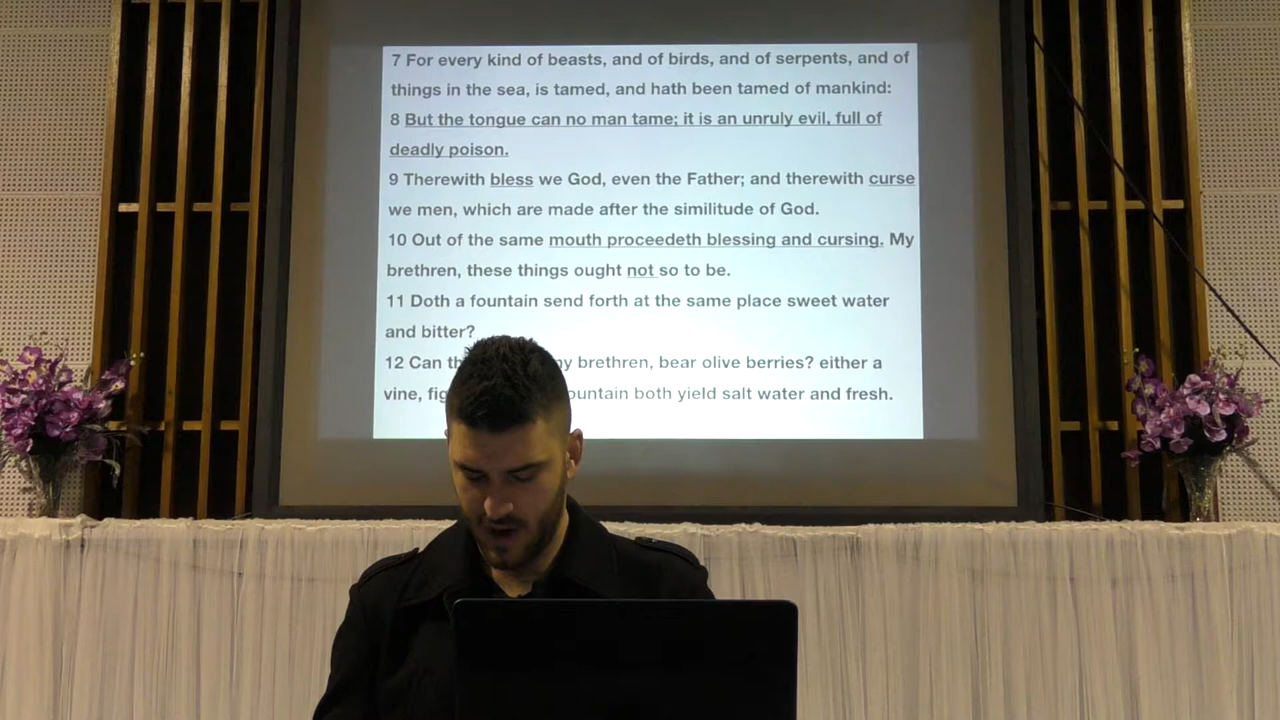 7 For every kind of beasts, and of birds, and of serpents, and of
things in the sea, is tamed, and hath been tamed of mankind:
8 But the tongue can no man tame; it is an unruly evil, full of
deadly poison.
9 Therewith bless we God, even the Father; and therewith curse
we men, which are made after the similitude of God.
10 Out of the same mouth proceedeth blessing and cursing. My
brethren, these things ought not so to be.
11 Doth a fountain send forth at the same place sweet water
and bitter?
12 Can brethren, bear olive berries? either a
vine, both yield salt water and fresh.